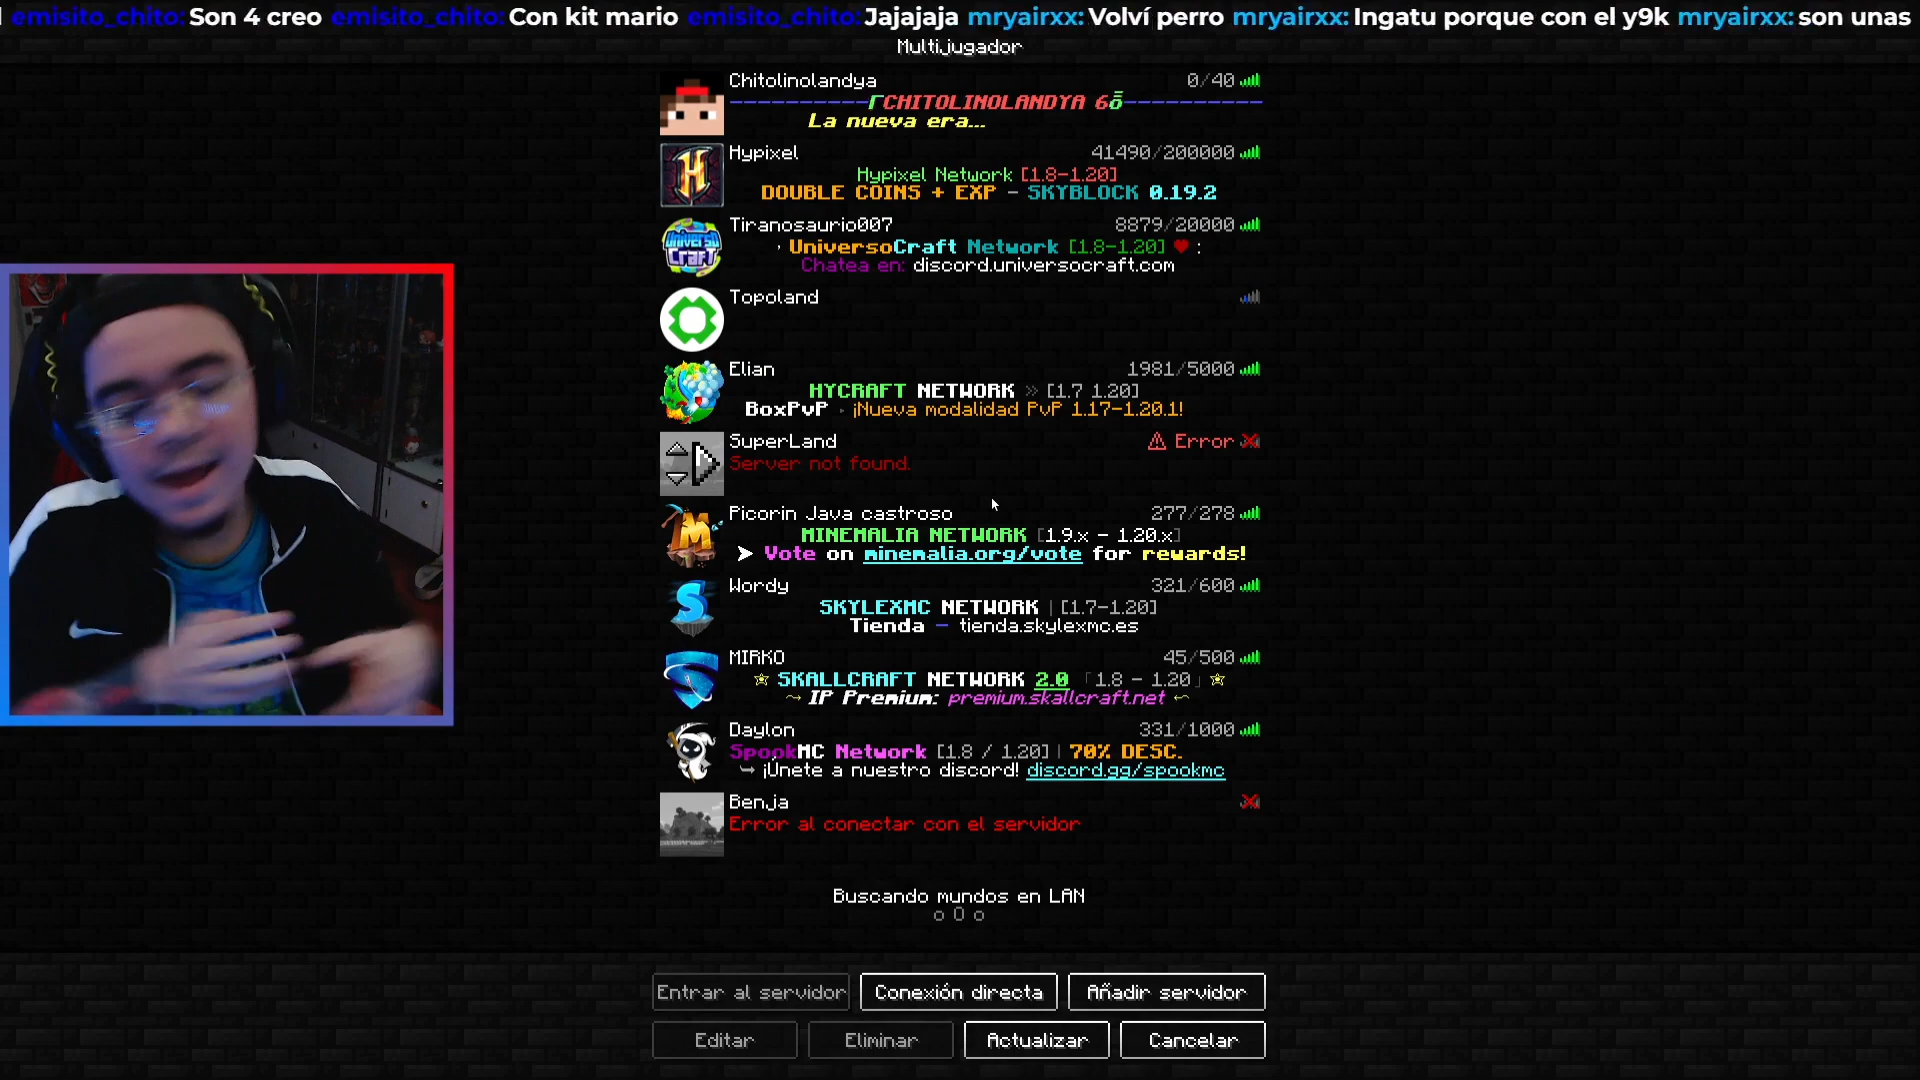 emisito_chito: Son 4 creo emisito_chito: Con kit mario emisito_chito: Jajajaja mryairxx: Volví perro mryairxx: Ingatu porque con el y9k mryairxx: son unas
Multijugador
Chitolinolandya 0/40
CHITOLINOLANDYA 6
La nueva era...
Hypixel 41490/200000
Hypixel Network [1.8-1.20]
DOUBLE COINS + EXP - SKYBLOCK 0.19.2
Tiranosaurio007 8879/20000
UniversoCraft Network [1.8-1.20] ❤ :
Chatea en: discord.universocraft.com
Topoland
Elian 1981/5000
HYCRAFT NETWORK » [1.7 1.20]
BoxPvP · ¡Nueva modalidad PvP 1.17-1.20.1!
SuperLand ⚠ Error
Server not found.
Picorin Java castroso 277/278
MINEMALIA NETWORK [1.9.x - 1.20.x]
➤ Vote on minemalia.org/vote for rewards!
Wordy 321/600
SKYLEXMC NETWORK | [1.7-1.20]
Tienda - tienda.skylexmc.es
MIRKO 45/500
SKALLCRAFT NETWORK 2.0 「1.8 - 1.20」
IP Premium: premium.skallcraft.net
Daylon 331/1000
SpookMC Network [1.8 / 1.20] | 70% DESC.
¡Únete a nuestro discord! discord.gg/spookmc
Benja
Error al conectar con el servidor
Buscando mundos en LAN
o O o
Entrar al servidor Conexión directa Añadir servidor
Editar Eliminar Actualizar Cancelar